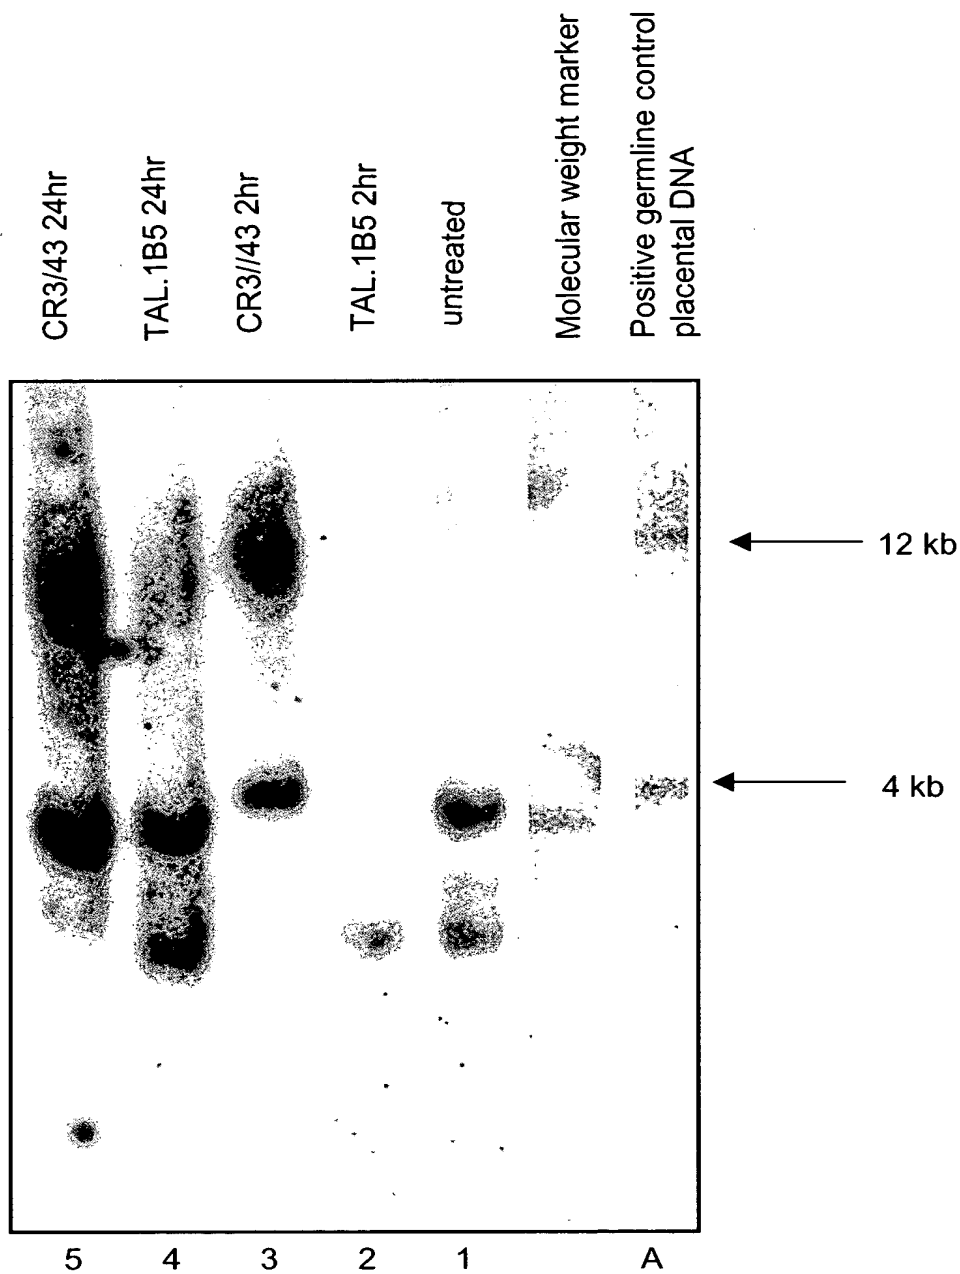 CR3/43 24hr
TAL.1B5 24hr
CR3//43 2hr
TAL.1B5 2hr
untreated
Molecular weight marker
Positive germline control
placental DNA
12 kb
4 kb
5 4 3 2 1 A